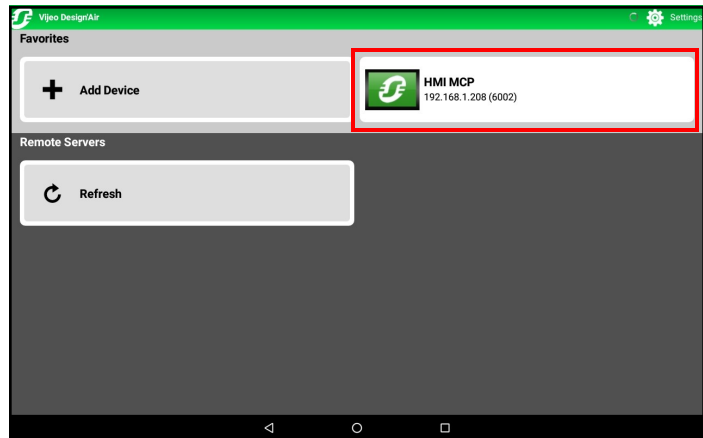 Vijeo Design'Air
Settings
Favorites
Add Device
HMI MCP
192.168.1.208 (6002)
Remote Servers
Refresh